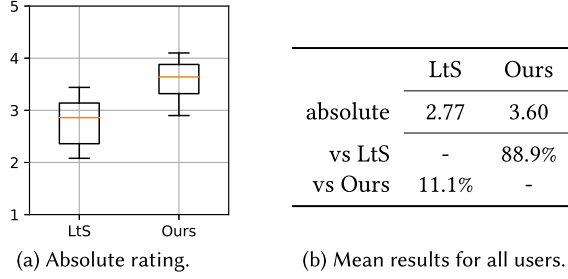 5
4
3
2
1
LtS Ours
(a) Absolute rating.
LtS Ours
absolute 2.77 3.60
vs LtS - 88.9%
vs Ours 11.1% -
(b) Mean results for all users.